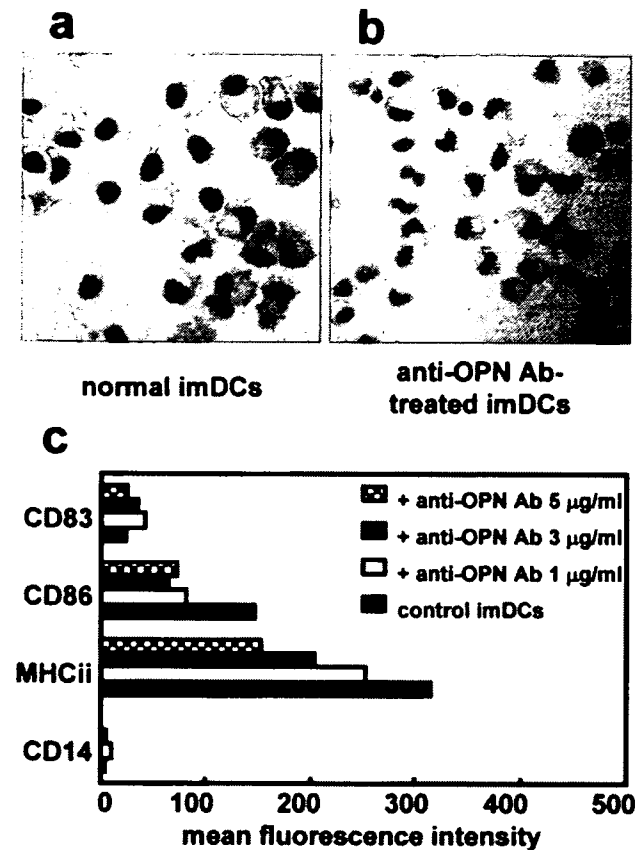 a
b
normal imDCs
anti-OPN Ab-
treated imDCs
c
+ anti-OPN Ab 5 μg/ml
+ anti-OPN Ab 3 μg/ml
+ anti-OPN Ab 1 μg/ml
control imDCs
CD83
CD86
MHCii
CD14
0 100 200 300 400 500
mean fluorescence intensity